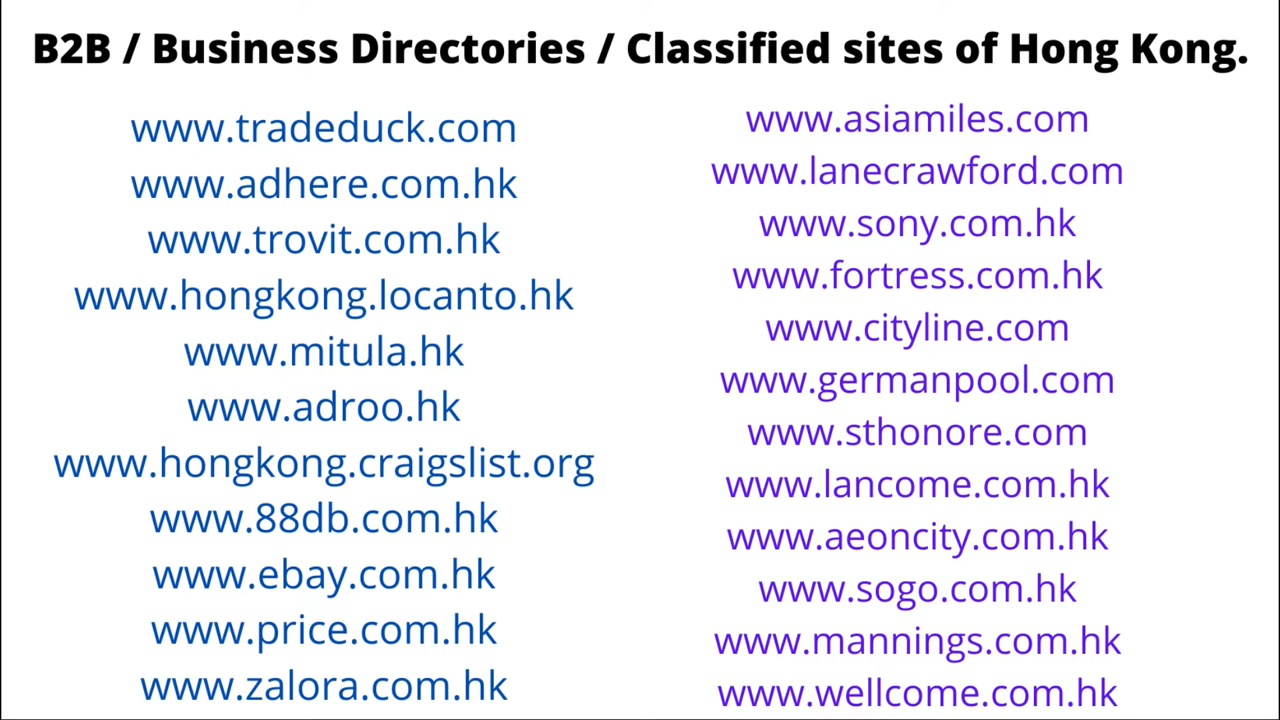 B2B / Business Directories / Classified sites of Hong Kong.
www.tradeduck.com
www.adhere.com.hk
www.trovit.com.hk
www.hongkong.locanto.hk
www.mitula.hk
www.adroo.hk
www.hongkong.craigslist.org
www.88db.com.hk
www.ebay.com.hk
www.price.com.hk
www.zalora.com.hk
www.asiamiles.com
www.lanecrawford.com
www.sony.com.hk
www.fortress.com.hk
www.cityline.com
www.germanpool.com
www.sthonore.com
www.lancome.com.hk
www.aeoncity.com.hk
www.sogo.com.hk
www.mannings.com.hk
www.wellcome.com.hk